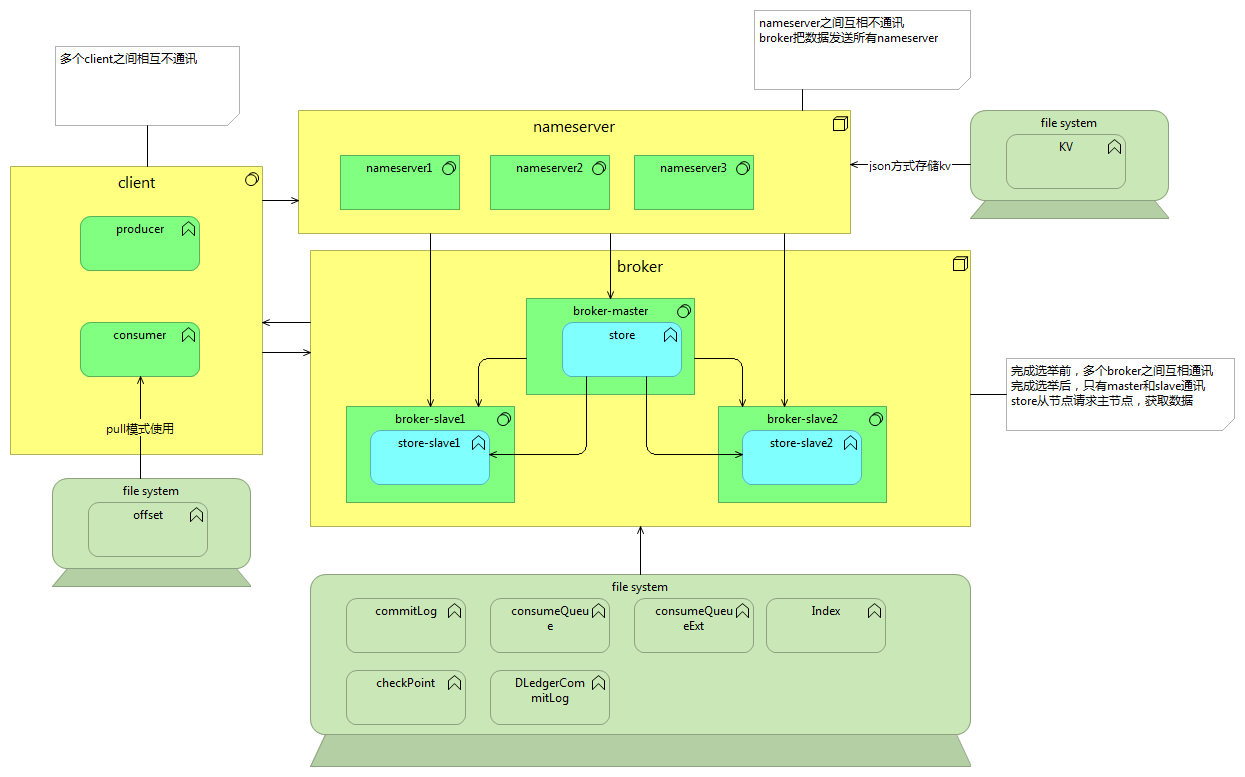 nameserver之间互相不通讯
broker把数据发送所有nameserver
多个client之间相互不通讯
nameserver
nameserver1
nameserver2
nameserver3
file system
KV
json方式存储kv
client
producer
consumer
pull模式使用
file system
offset
broker
broker-master
store
broker-slave1
store-slave1
broker-slave2
store-slave2
完成选举前，多个broker之间互相通讯
完成选举后，只有master和slave通讯
store从节点请求主节点，获取数据
file system
commitLog
consumeQueu
e
consumeQueu
eExt
Index
checkPoint
DLedgerCom
mitLog